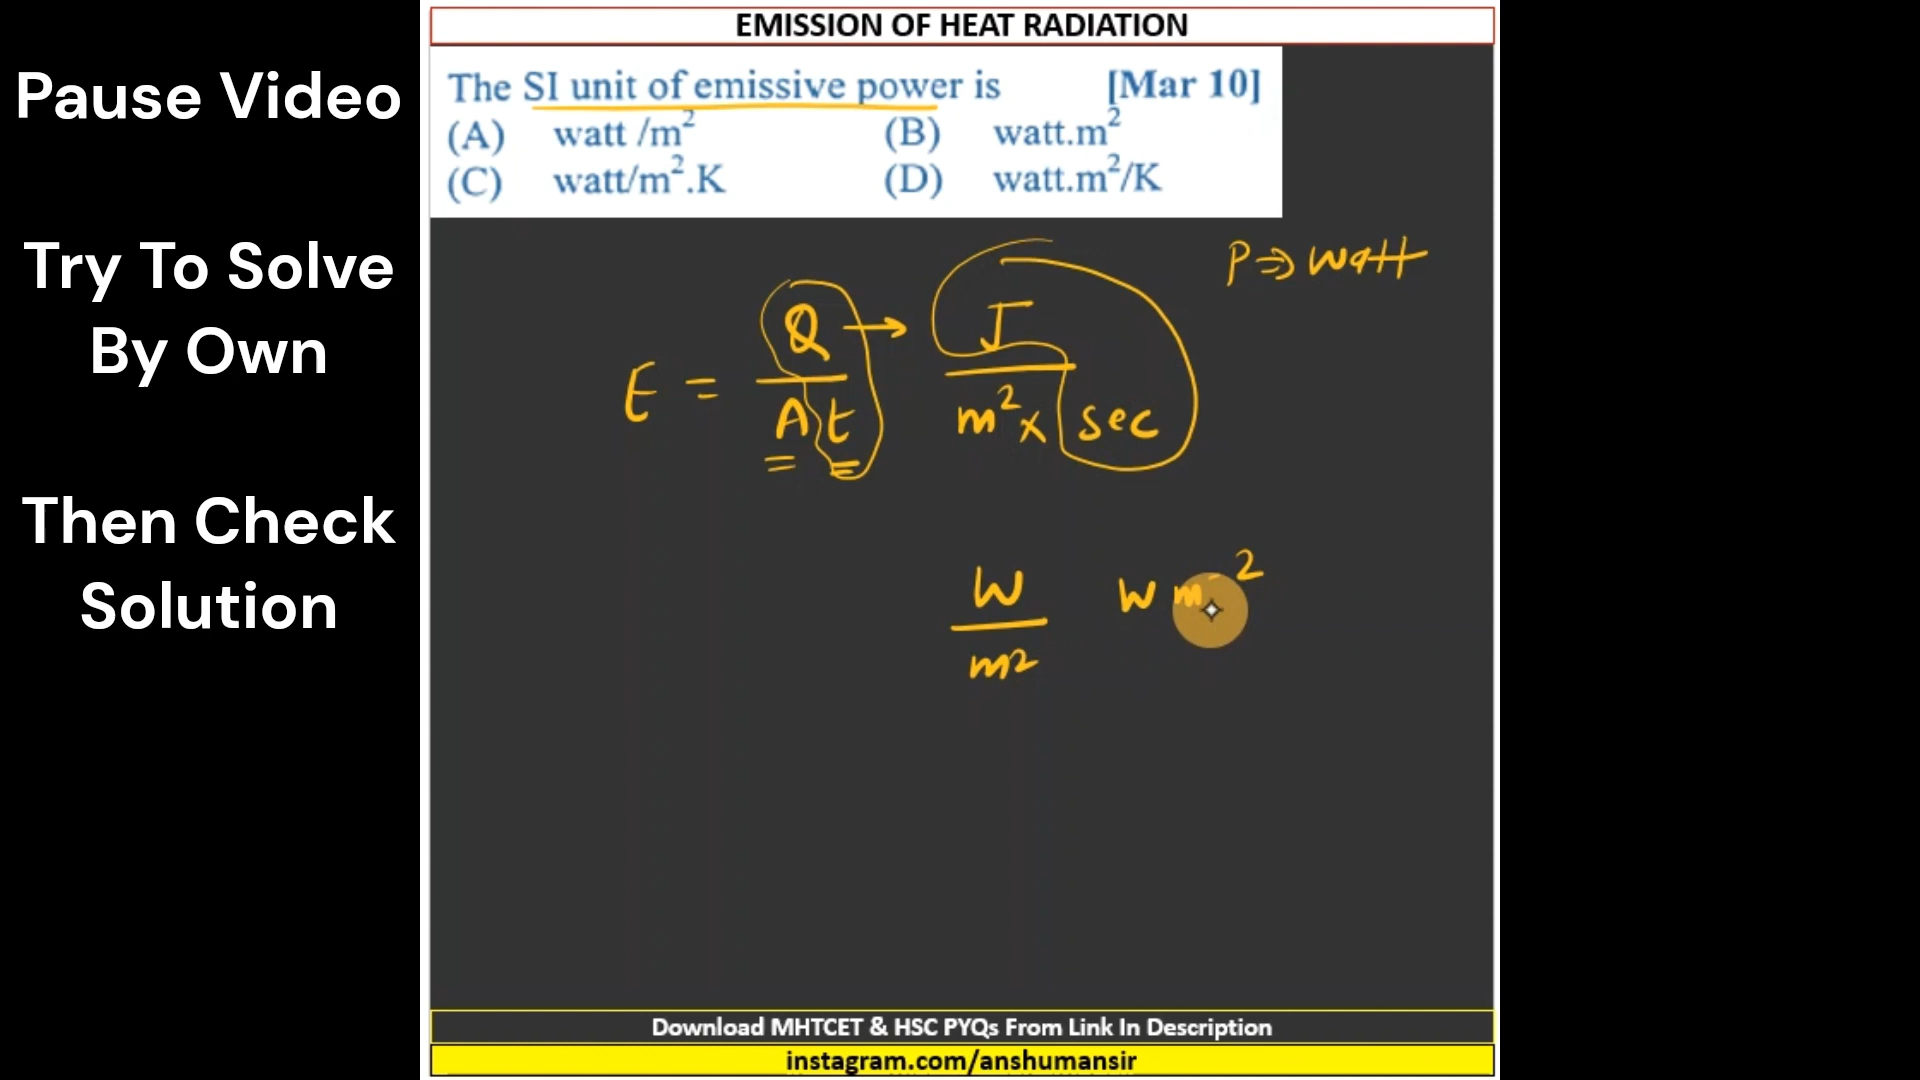 Pause Video
Try To Solve
By Own
Then Check
Solution
EMISSION OF HEAT RADIATION
The SI unit of emissive power is [Mar 10]
(A) watt /m² (B) watt.m²
(C) watt/m².K (D) watt.m²/K
P ⇒ watt
E = Q/At → J/m² x sec
W/m² W m⁻²
Download MHTCET & HSC PYQs From Link In Description
instagram.com/anshumansir